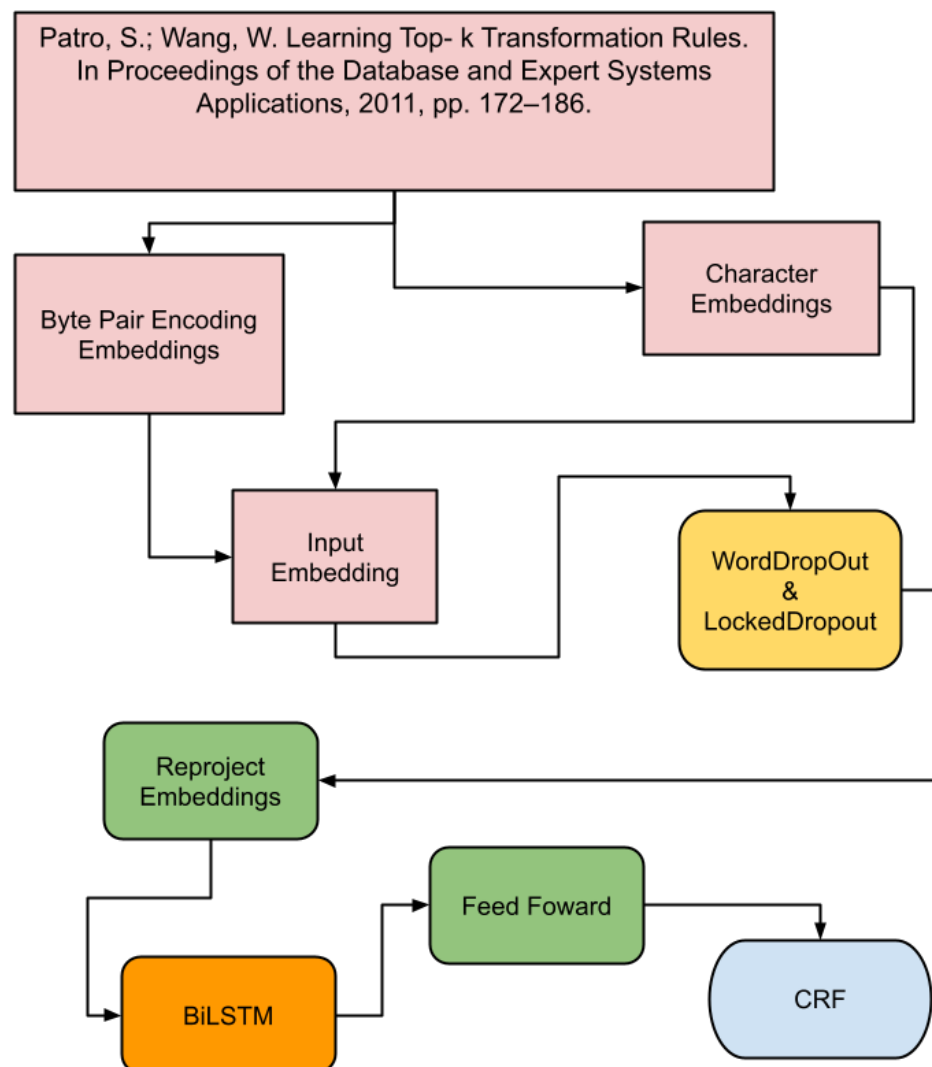 Patro, S.; Wang, W. Learning Top- k Transformation Rules.
In Proceedings of the Database and Expert Systems
Applications, 2011, pp. 172–186.
Character
Embeddings
Byte Pair Encoding
Embeddings
Input
Embedding
WordDropOut
&
LockedDropout
Reproject
Embeddings
Feed Foward
BiLSTM
CRF